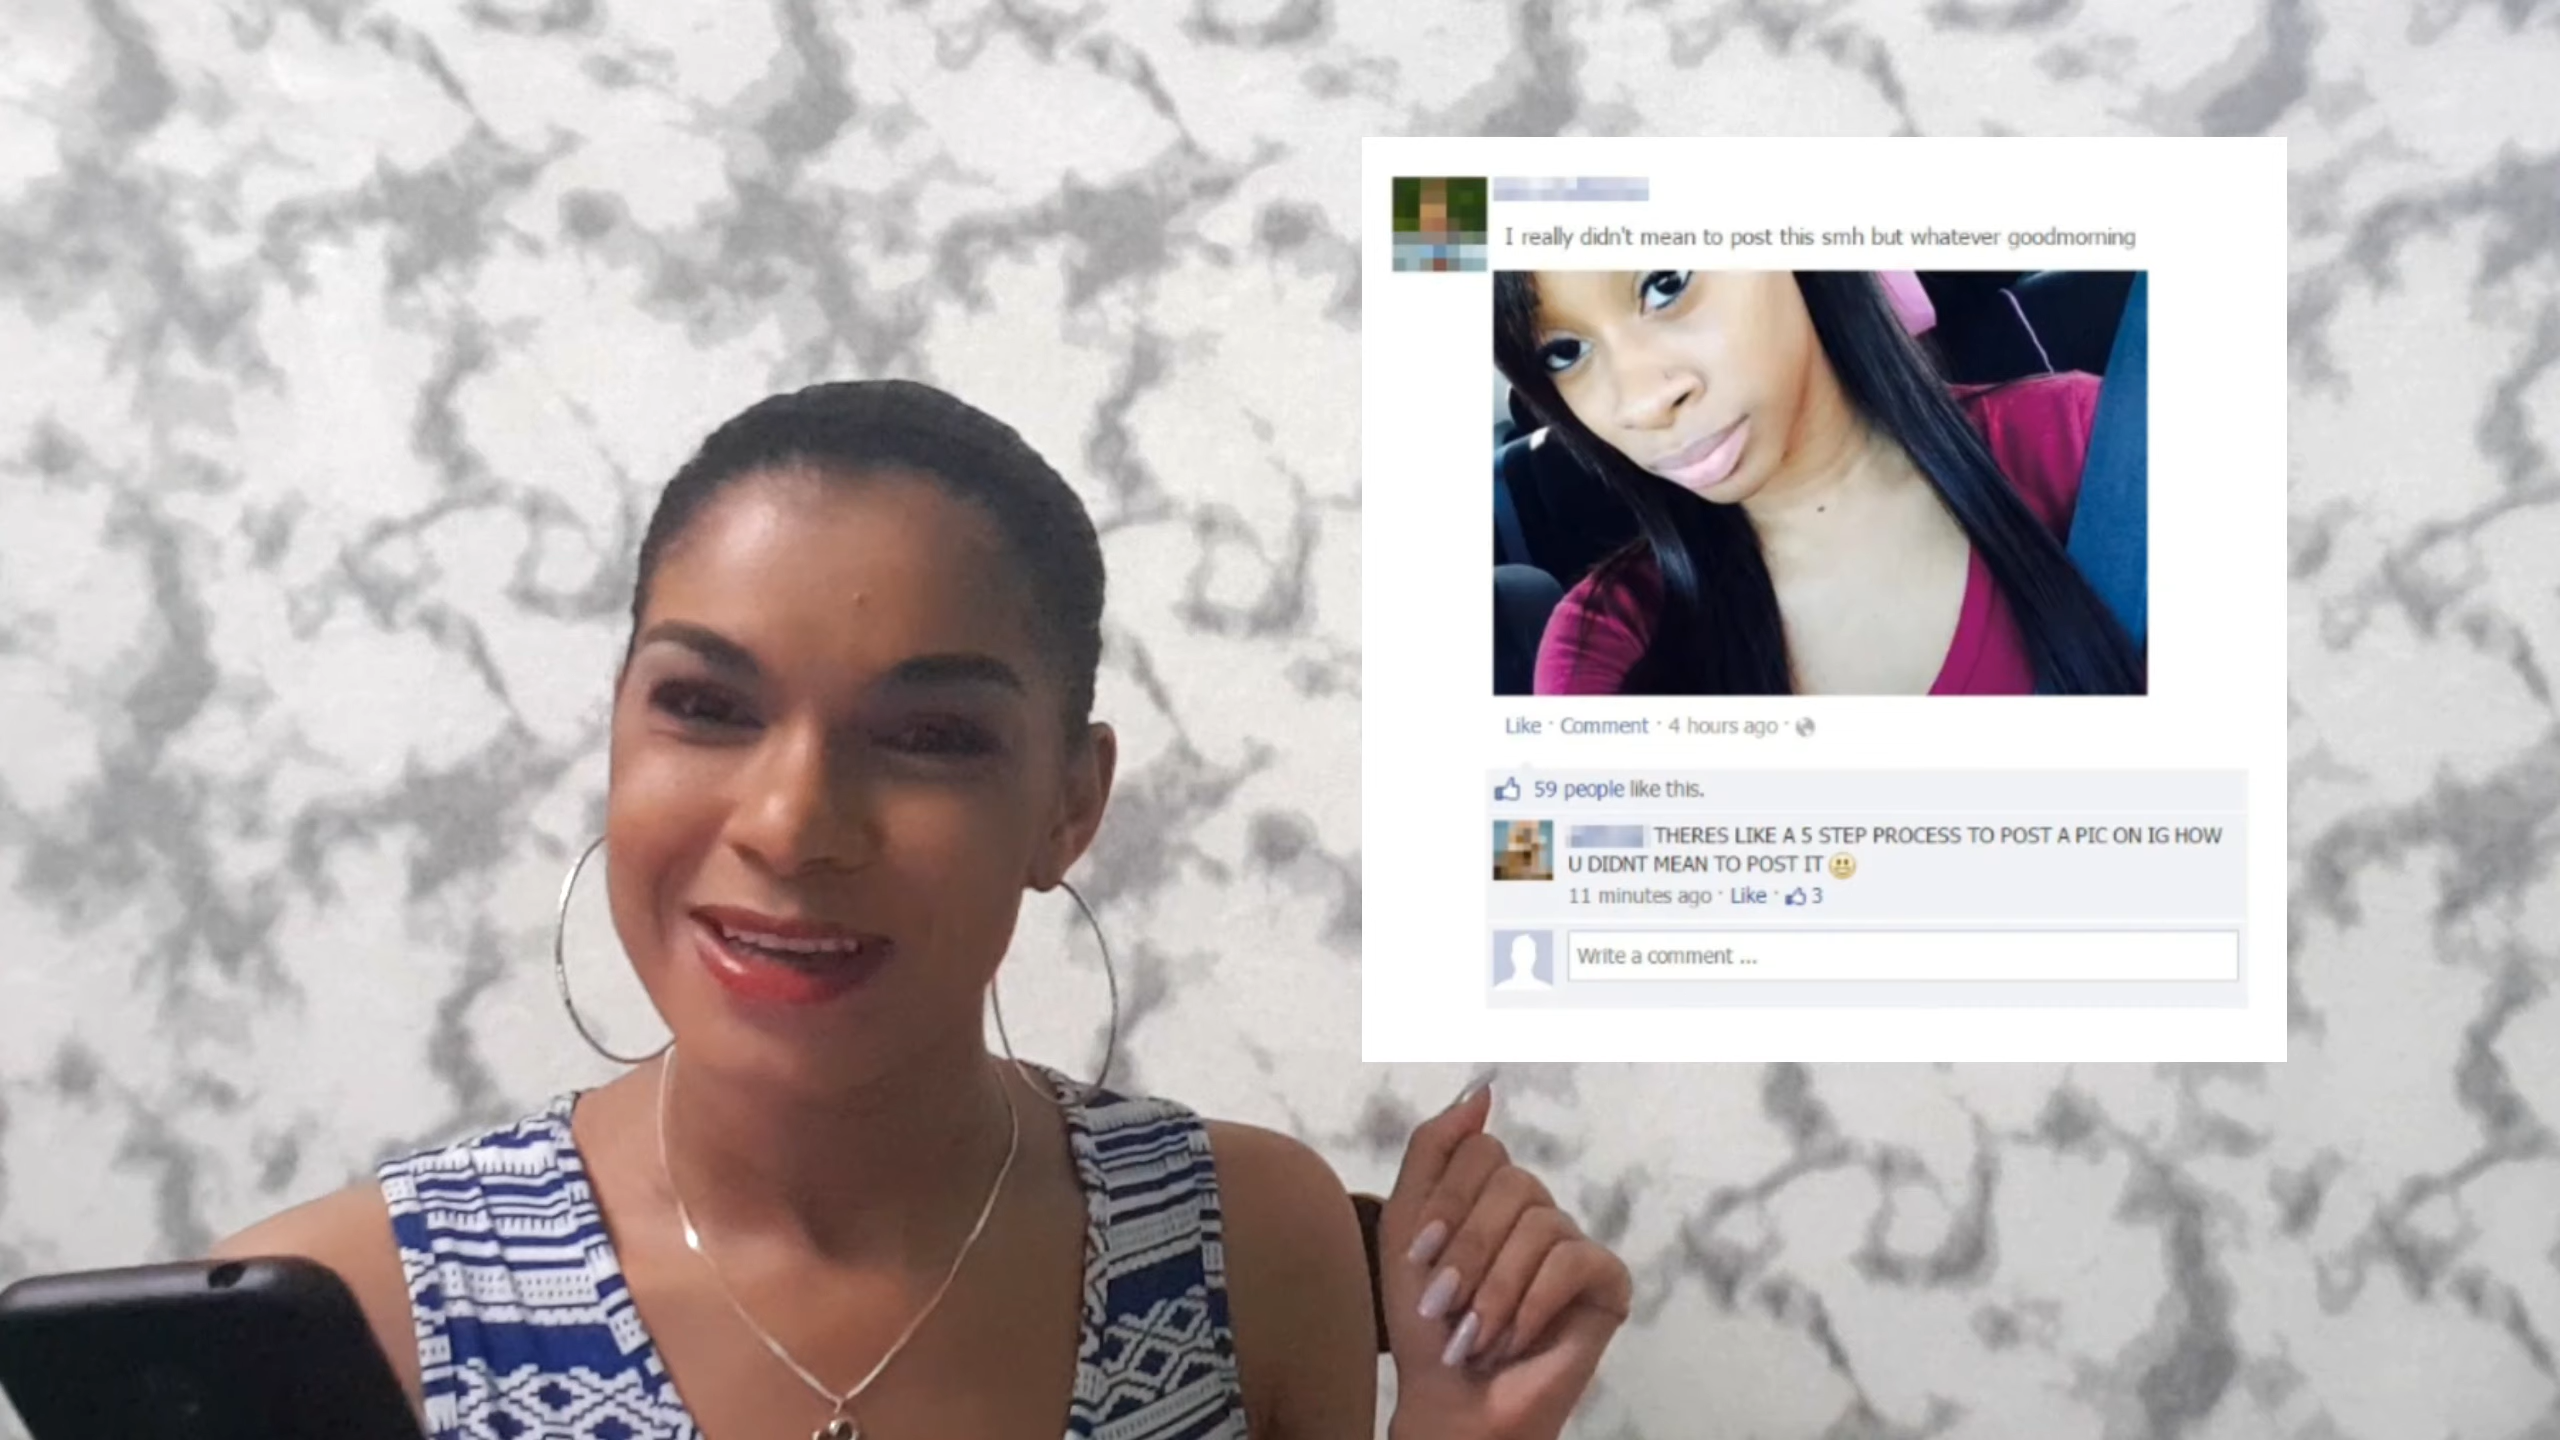 I really didn't mean to post this smh but whatever goodmorning
Like · Comment · 4 hours ago ·
59 people like this.
THERES LIKE A 5 STEP PROCESS TO POST A PIC ON IG HOW
U DIDNT MEAN TO POST IT
11 minutes ago · Like · 3
Write a comment ...